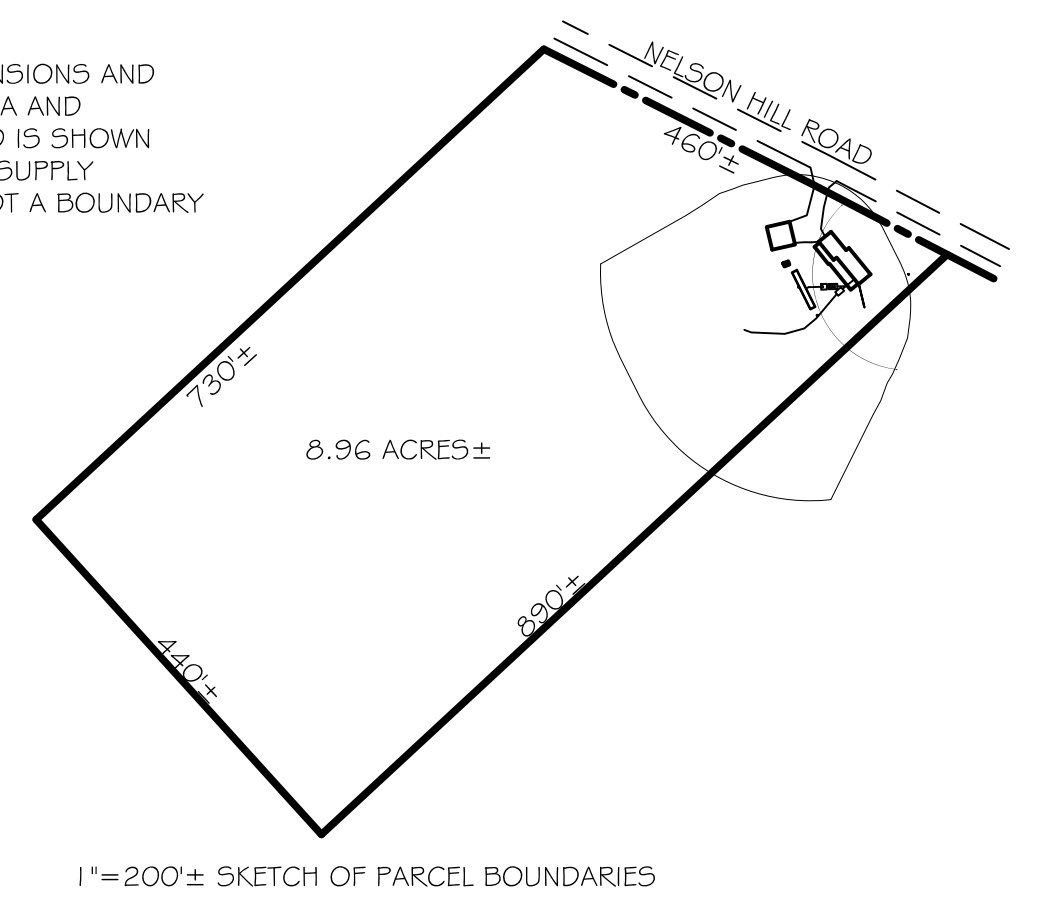 NSIONS AND
A AND
IS SHOWN
SUPPLY
OT A BOUNDARY
NELSON HILL ROAD
460'±
730'±
8.96 ACRES±
890'±
440'±
1"=200'± SKETCH OF PARCEL BOUNDARIES